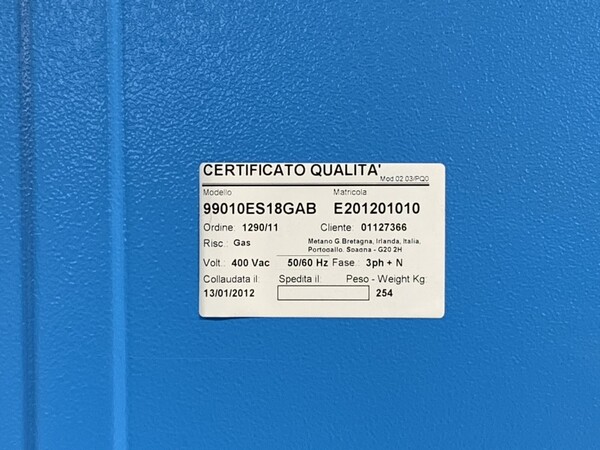 CERTIFICATO QUALITA'
Mod 02 03/PQ0
Modello Matricola
99010ES18GAB E201201010
Ordine: 1290/11 Cliente: 01127366
Risc.: Gas Metano G.Bretagna, Irlanda, Italia,
Portogallo, Spagna - G20 2H
Volt.: 400 Vac 50/60 Hz Fase.: 3ph + N
Collaudata il: Spedita il: Peso - Weight Kg:
13/01/2012 254